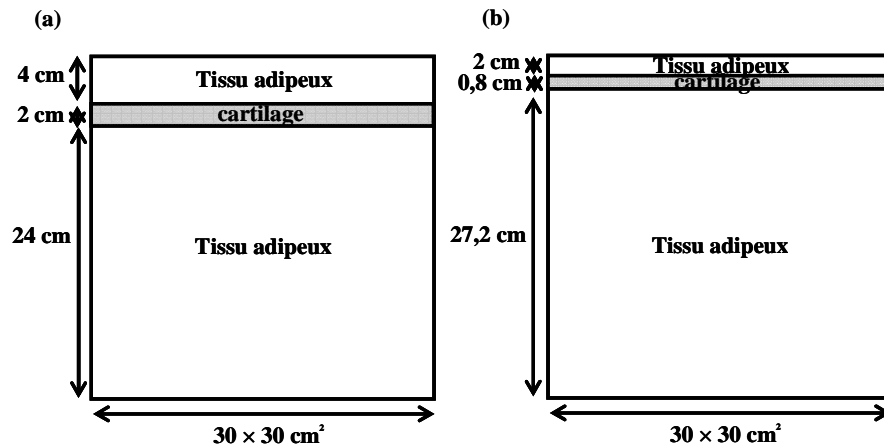 (a)
4 cm
Tissu adipeux
2 cm
cartilage
24 cm
Tissu adipeux
30 × 30 cm²
(b)
2 cm
Tissu adipeux
0,8 cm
cartilage
27,2 cm
Tissu adipeux
30 × 30 cm²